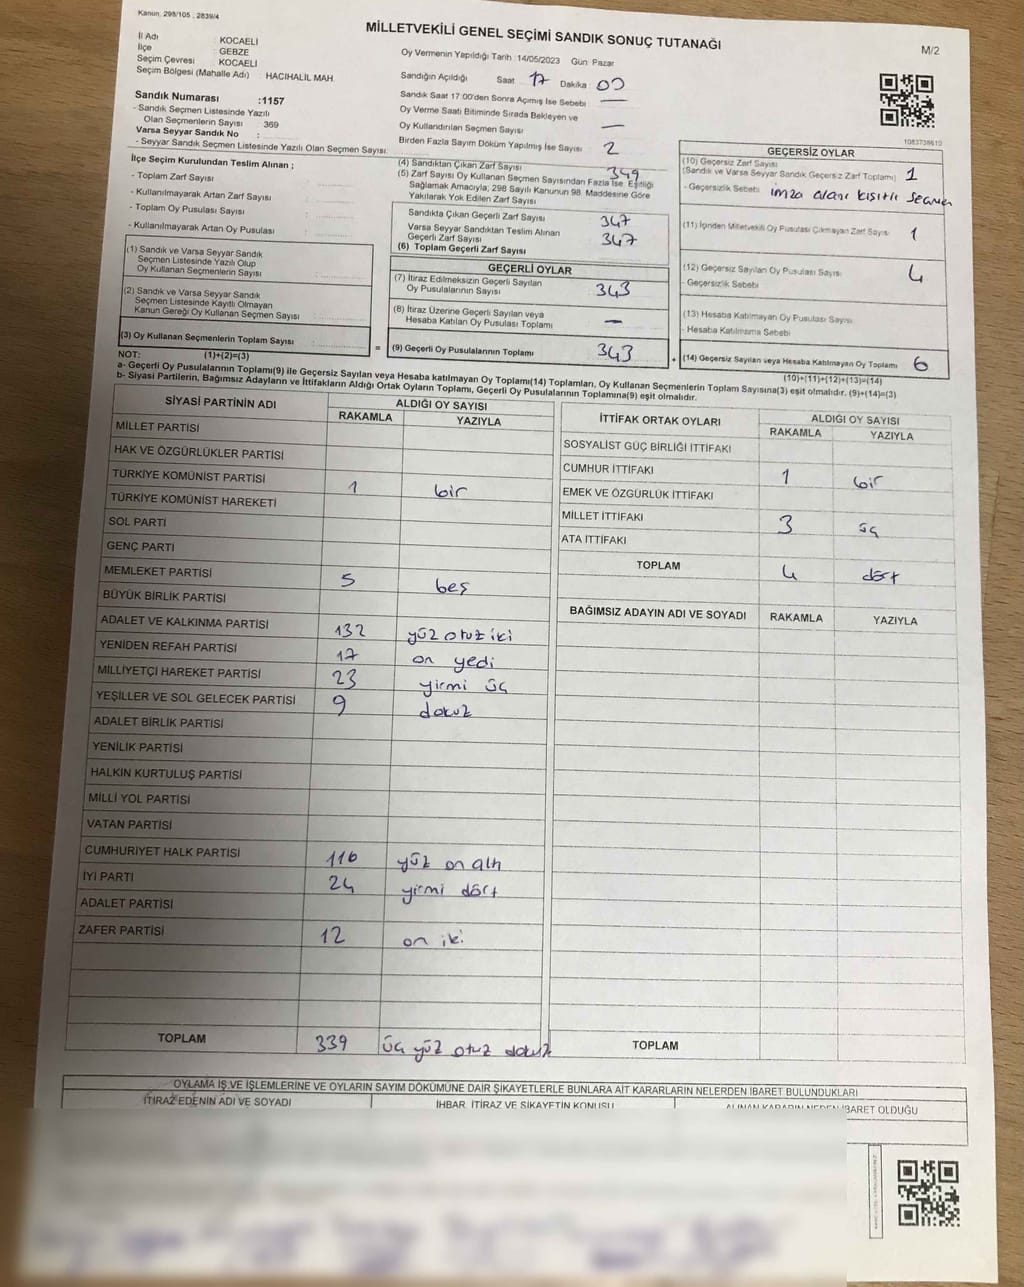 Kanun, 298/105 ; 2839/4
MİLLETVEKİLİ GENEL SEÇİMİ SANDIK SONUÇ TUTANAĞI
M/2
İl Adı : KOCAELİ
İlçe : GEBZE
Seçim Çevresi : KOCAELİ
Seçim Bölgesi (Mahalle Adı) : HACIHALİL MAH.
Sandık Numarası :1157
- Sandık Seçmen Listesinde Yazılı
Olan Seçmenlerin Sayısı : 369
Varsa Seyyar Sandık No :
- Seyyar Sandık Seçmen Listesinde Yazılı Olan Seçmen Sayısı:
Oy Vermenin Yapıldığı Tarih :14/05/2023 Gün :Pazar
Sandığın Açıldığı Saat 17 Dakika 00
Sandık Saat 17:00'den Sonra Açımış İse Sebebi —
Oy Verme Saati Bitiminde Sırada Bekleyen ve
Oy Kullandırılan Seçmen Sayısı —
Birden Fazla Sayım Döküm Yapılmış İse Sayısı 2
1083738610
İlçe Seçim Kurulundan Teslim Alınan ;
- Toplam Zarf Sayısı :
- Kullanılmayarak Artan Zarf Sayısı :
- Toplam Oy Pusulası Sayısı :
- Kullanılmayarak Artan Oy Pusulası :
(1) Sandık ve Varsa Seyyar Sandık
Seçmen Listesinde Yazılı Olup
Oy Kullanan Seçmenlerin Sayısı :
(2) Sandık ve Varsa Seyyar Sandık
Seçmen Listesinde Kayıtlı Olmayan
Kanun Gereği Oy Kullanan Seçmenlerin Sayısı :
(3) Oy Kullanan Seçmenlerin Toplam Sayısı :
(4) Sandıktan Çıkan Zarf Sayısı 349
(5) Zarf Sayısı Oy Kullanan Seçmen Sayısından Fazla İse, Eşitliği
Sağlamak Amacıyla, 298 Sayılı Kanunun 98. Maddesine Göre
Yakılarak Yok Edilen Zarf Sayısı
Sandıkta Çıkan Geçerli Zarf Sayısı 347
Varsa Seyyar Sandıktan Teslim Alınan
Geçerli Zarf Sayısı 347
(6) Toplam Geçerli Zarf Sayısı
GEÇERLİ OYLAR
(7) İtiraz Edilmeksizin Geçerli Sayılan
Oy Pusulalarının Sayısı 343
(8) İtiraz Üzerine Geçerli Sayılan veya
Hesaba Katılan Oy Pusulası Toplamı —
= (9) Geçerli Oy Pusulalarının Toplamı 343
GEÇERSİZ OYLAR
(10) Geçersiz Zarf Sayısı
(Sandık ve Varsa Seyyar Sandık Geçersiz Zarf Toplamı) 1
- Geçersizlik Sebebi imza alanı kısıtlı seçmen
(11) İçinden Milletvekili Oy Pusulası Çıkmayan Zarf Sayısı 1
(12) Geçersiz Sayılan Oy Pusulası Sayısı 4
- Geçersizlik Sebebi
(13) Hesaba Katılmayan Oy Pusulası Sayısı
- Hesaba Katılmama Sebebi
+ (14) Geçersiz Sayılan veya Hesaba Katılmayan Oy Toplamı 6
NOT: (1)+(2)=(3)
(10)+(11)+(12)+(13)=(14)
a- Geçerli Oy Pusulaları Toplamı(9) ile Geçersiz Sayılan veya Hesaba katılmayan Oy Toplamı(14) Toplamları, Oy Kullanan Seçmenlerin Toplam Sayısına(3) eşit olmalıdır. (9)+(14)=(3)
b- Siyasi Partilerin, Bağımsız Adayların ve İttifakların Aldığı Ortak Oyların Toplamı, Geçerli Oy Pusulalarının Toplamına(9) eşit olmalıdır.
SİYASİ PARTİNİN ADI ALDIĞI OY SAYISI
RAKAMLA YAZIYLA
MİLLET PARTİSİ
HAK VE ÖZGÜRLÜKLER PARTİSİ
TÜRKİYE KOMÜNİST PARTİSİ 1 bir
TÜRKİYE KOMÜNİST HAREKETİ
SOL PARTİ
GENÇ PARTİ
MEMLEKET PARTİSİ 5 beş
BÜYÜK BİRLİK PARTİSİ
ADALET VE KALKINMA PARTİSİ 132 yüz otuz iki
YENİDEN REFAH PARTİSİ 17 on yedi
MİLLİYETÇİ HAREKET PARTİSİ 23 yirmi üç
YEŞİLLER VE SOL GELECEK PARTİSİ 9 dokuz
ADALET BİRLİK PARTİSİ
YENİLİK PARTİSİ
HALKIN KURTULUŞ PARTİSİ
MİLLİ YOL PARTİSİ
VATAN PARTİSİ
CUMHURİYET HALK PARTİSİ 116 yüz on altı
İYİ PARTİ 24 yirmi dört
ADALET PARTİSİ
ZAFER PARTİSİ 12 on iki
TOPLAM 339 üç yüz otuz dokuz
İTTİFAK ORTAK OYLARI ALDIĞI OY SAYISI
RAKAMLA YAZIYLA
SOSYALİST GÜÇ BİRLİĞİ İTTİFAKI
CUMHUR İTTİFAKI 1 bir
EMEK VE ÖZGÜRLÜK İTTİFAKI
MİLLET İTTİFAKI 3 üç
ATA İTTİFAKI
TOPLAM 4 dört
BAĞIMSIZ ADAYIN ADI VE SOYADI RAKAMLA YAZIYLA
TOPLAM
OYLAMA İŞ VE İŞLEMLERİNE VE OYLARIN SAYIM DÖKÜMÜNE DAİR ŞİKAYETLERLE BUNLARA AİT KARARLARIN NELERDEN İBARET BULUNDUKLARI
İTİRAZ EDENİN ADI VE SOYADI İHBAR, İTİRAZ VE ŞİKAYETİN KONUSU ALINAN KARARIN NEDEN İBARET OLDUĞU